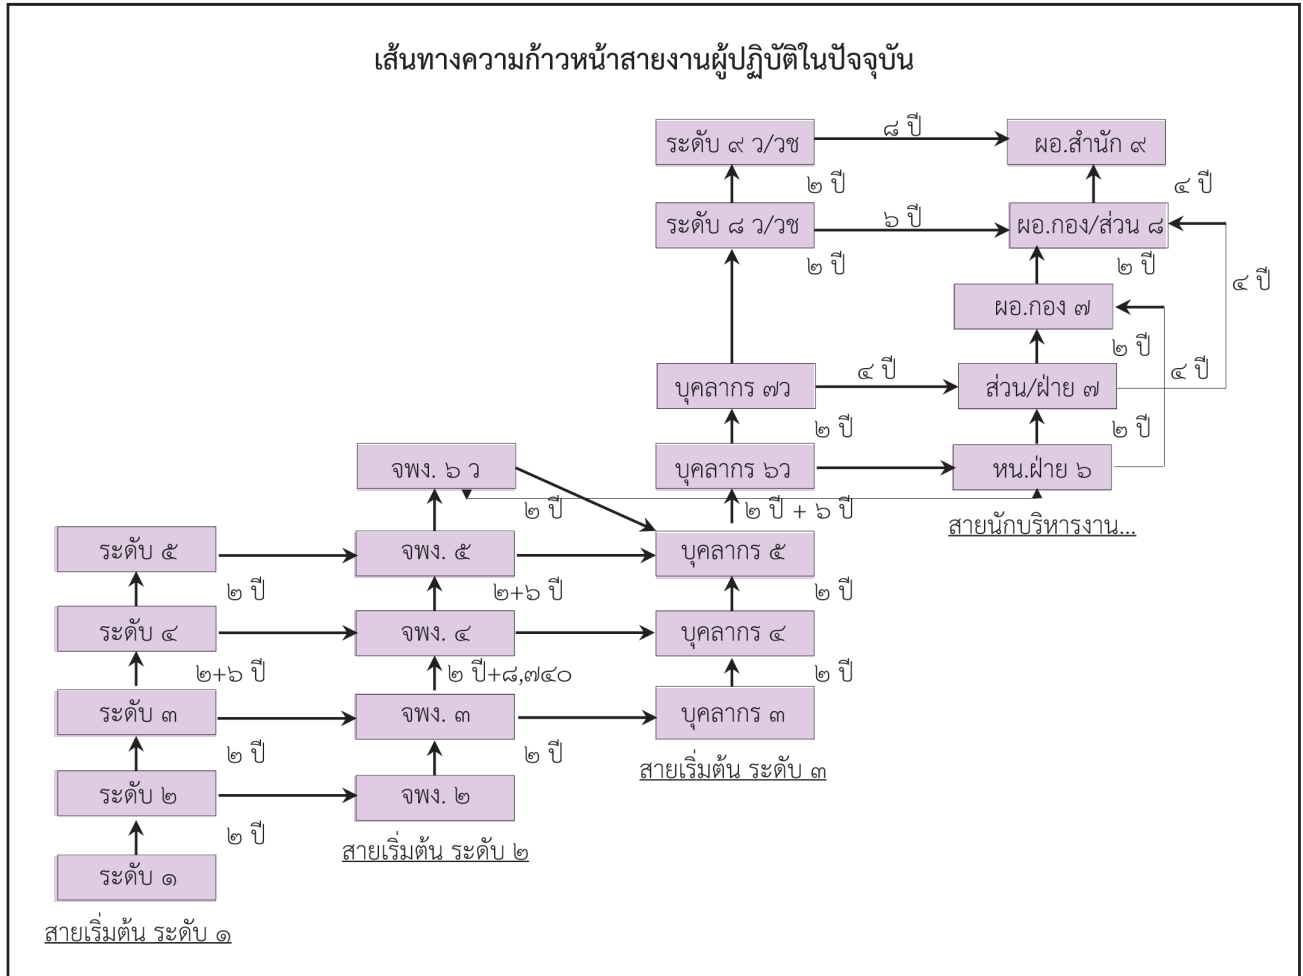 เส้นทางความก้าวหน้าสายงานผู้ปฏิบัติในปัจจุบัน
ระดับ ๙ ว/วช
๘ ปี
ผอ.สำนัก ๙
๒ ปี
๔ ปี
ระดับ ๘ ว/วช
๖ ปี
ผอ.กอง/ส่วน ๘
๒ ปี
๒ ปี
๔ ปี
ผอ.กอง ๗
๒ ปี
บุคลากร ๗ว
๔ ปี
ส่วน/ฝ่าย ๗
๔ ปี
๒ ปี
๒ ปี
จพง. ๖ ว
บุคลากร ๖ว
หน.ฝ่าย ๖
๒ ปี
๒ ปี + ๖ ปี
สายนักบริหารงาน...
ระดับ ๕
จพง. ๕
บุคลากร ๕
๒ ปี
๒+๖ ปี
๒ ปี
ระดับ ๔
จพง. ๔
บุคลากร ๔
๒+๖ ปี
๒ ปี+๘,๗๔๐
๒ ปี
ระดับ ๓
จพง. ๓
บุคลากร ๓
๒ ปี
๒ ปี
สายเริ่มต้น ระดับ ๓
ระดับ ๒
จพง. ๒
๒ ปี
สายเริ่มต้น ระดับ ๒
ระดับ ๑
สายเริ่มต้น ระดับ ๑